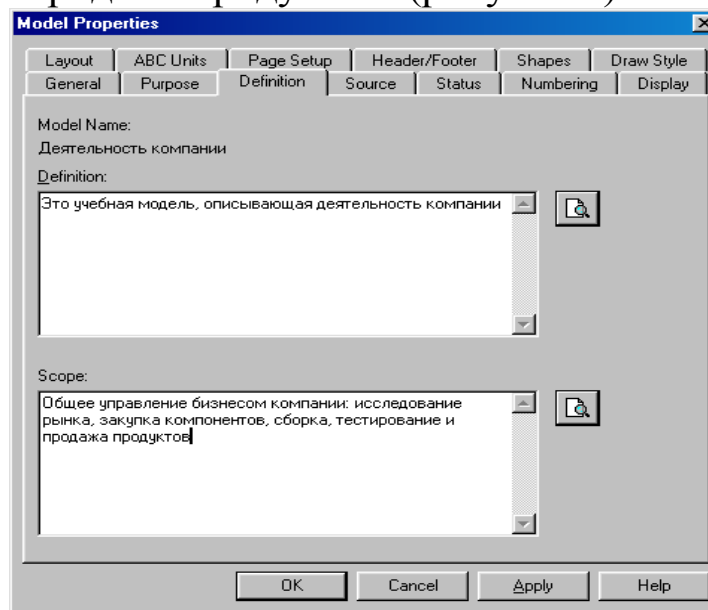 Model Properties
Layout ABC Units Page Setup Header/Footer Shapes Draw Style
General Purpose Definition Source Status Numbering Display
Model Name:
Деятельность компании
Definition:
Это учебная модель, описывающая деятельность компании
Scope:
Общее управление бизнесом компании: исследование
рынка, закупка компонентов, сборка, тестирование и
продажа продуктов
OK Cancel Apply Help